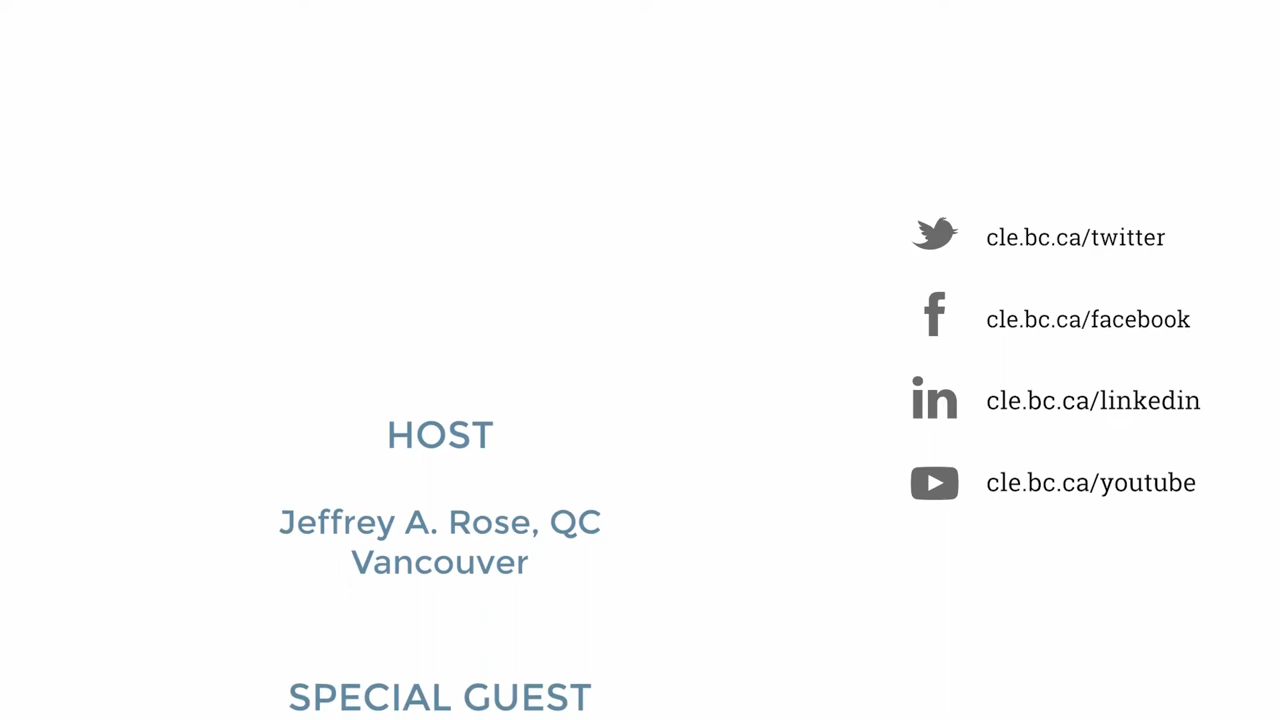 HOST
Jeffrey A. Rose, QC
Vancouver
SPECIAL GUEST
cle.bc.ca/twitter
cle.bc.ca/facebook
cle.bc.ca/linkedin
cle.bc.ca/youtube